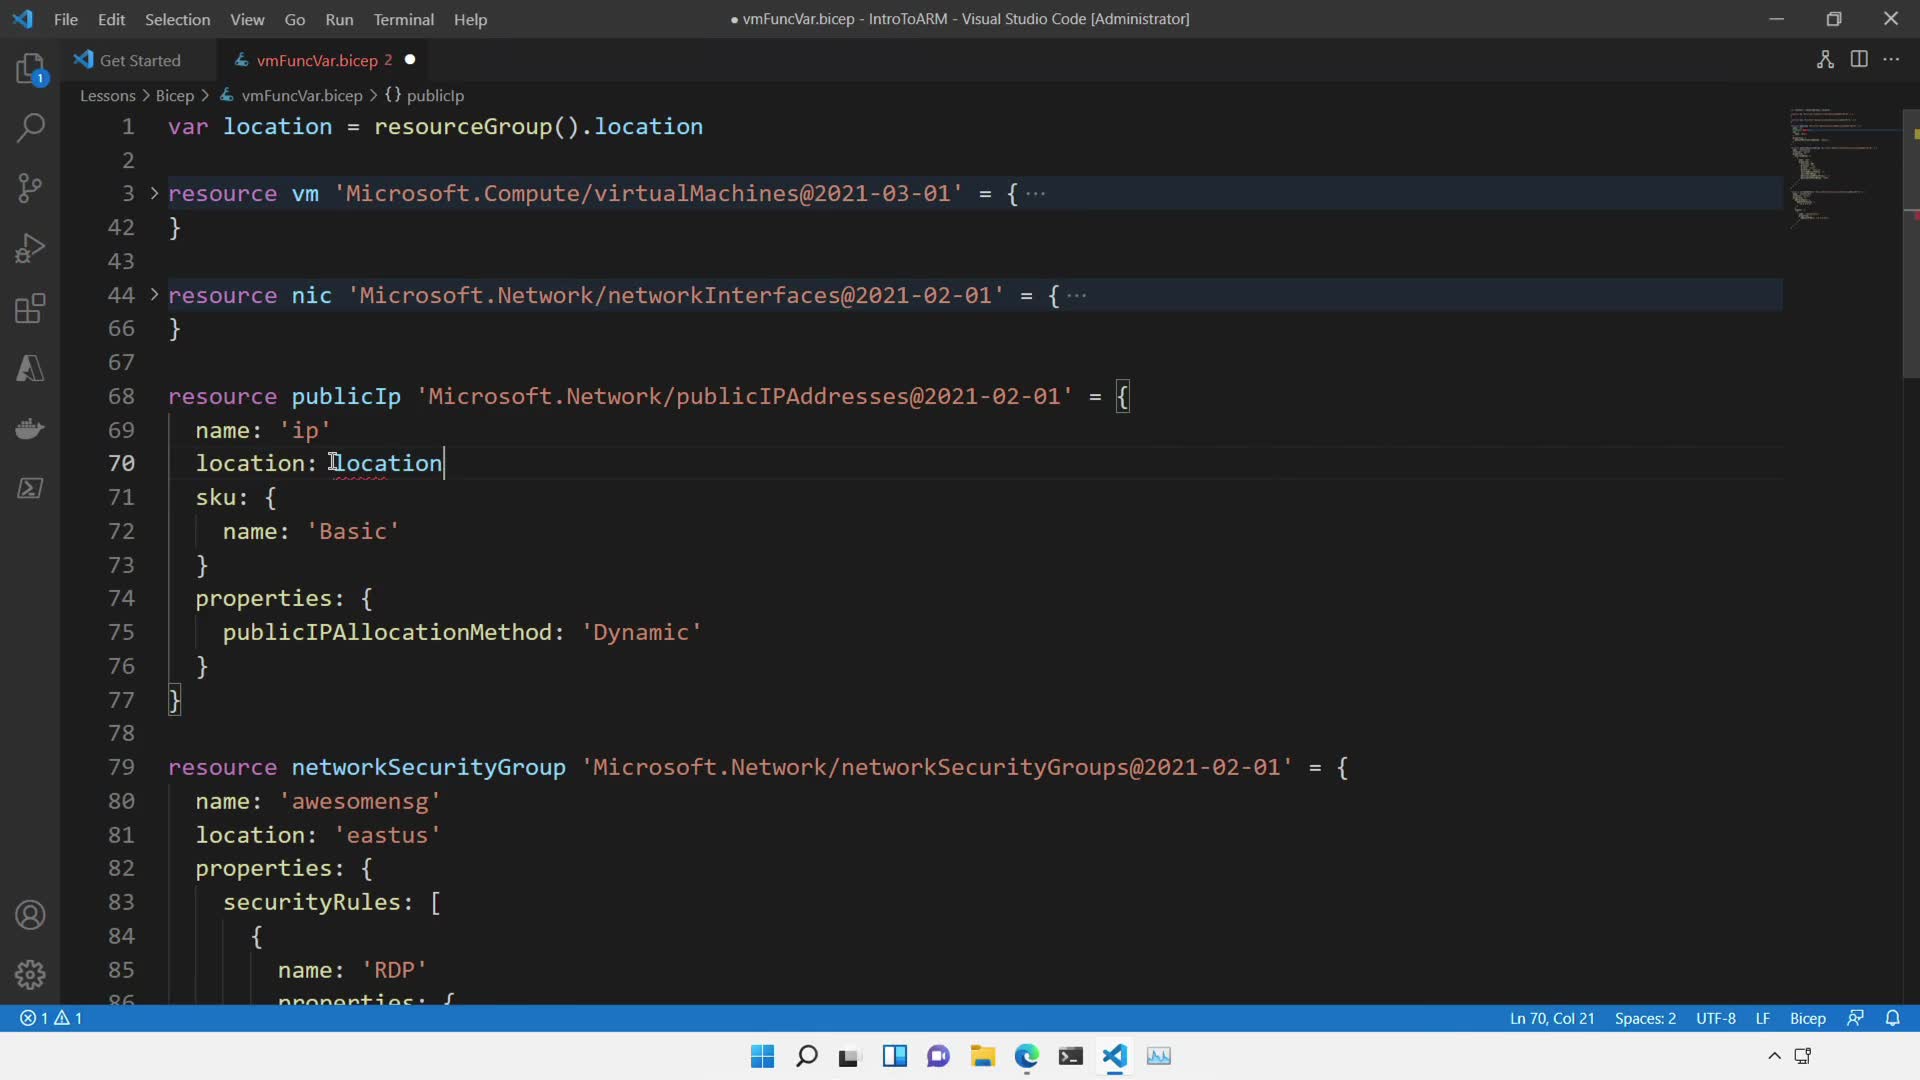 File Edit Selection View Go Run Terminal Help
● vmFuncVar.bicep - IntroToARM - Visual Studio Code [Administrator]
Get Started
vmFuncVar.bicep 2 ●
1
Lessons > Bicep > vmFuncVar.bicep > {} publicIp
1 var location = resourceGroup().location
2
3 > resource vm 'Microsoft.Compute/virtualMachines@2021-03-01' = {···
42 }
43
44 > resource nic 'Microsoft.Network/networkInterfaces@2021-02-01' = {···
66 }
67
68 resource publicIp 'Microsoft.Network/publicIPAddresses@2021-02-01' = {
69 name: 'ip'
70 location: location
71 sku: {
72 name: 'Basic'
73 }
74 properties: {
75 publicIPAllocationMethod: 'Dynamic'
76 }
77 }
78
79 resource networkSecurityGroup 'Microsoft.Network/networkSecurityGroups@2021-02-01' = {
80 name: 'awesomensg'
81 location: 'eastus'
82 properties: {
83 securityRules: [
84 {
85 name: 'RDP'
86 properties: {
1 1
Ln 70, Col 21 Spaces: 2 UTF-8 LF Bicep